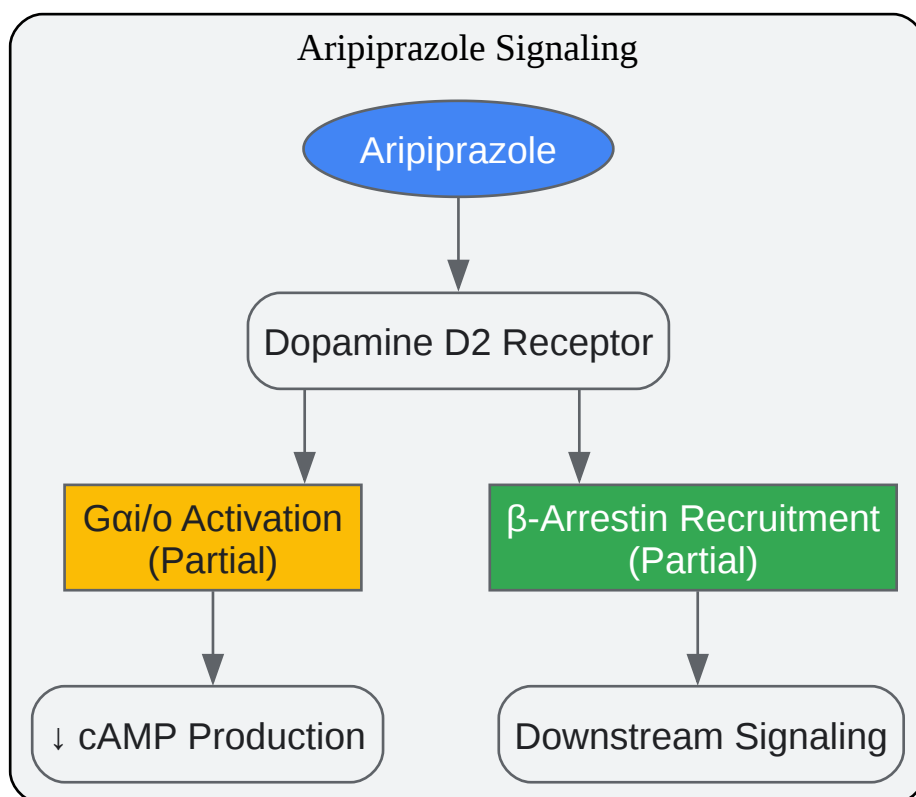 Aripiprazole Signaling
Aripiprazole
Dopamine D2 Receptor
Gαi/o Activation
(Partial)
β-Arrestin Recruitment
(Partial)
↓ cAMP Production
Downstream Signaling